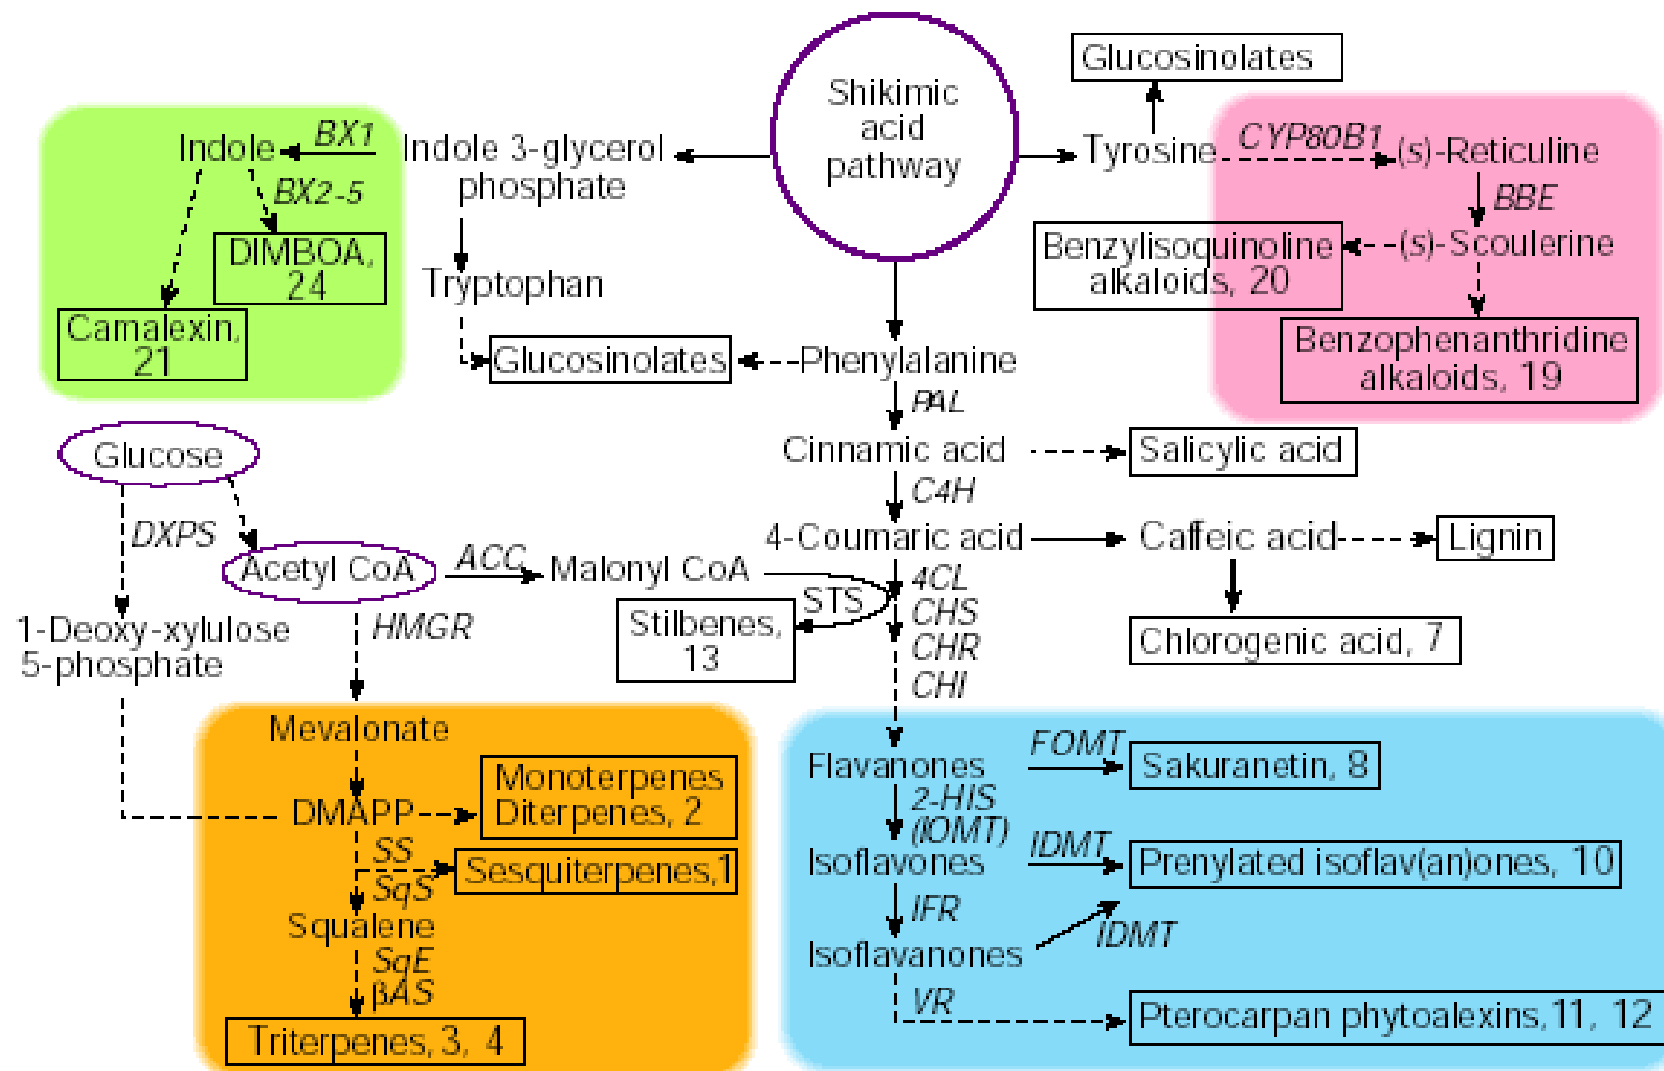 Shikimic
acid
pathway
Glucosinolates
Indole
BX1
Indole 3-glycerol
phosphate
Tyrosine
CYP80B1
(s)-Reticuline
BX2-5
BBE
DIMBOA,
24
Benzylisoquinoline
alkaloids, 20
(s)-Scoulerine
Tryptophan
Camalexin,
21
Glucosinolates
Phenylalanine
Benzophenanthridine
alkaloids, 19
PAL
Glucose
Cinnamic acid
Salicylic acid
C4H
DXPS
4-Coumaric acid
Caffeic acid
Lignin
Acetyl CoA
ACC
Malonyl CoA
4CL
STS
CHS
CHR
CHI
1-Deoxy-xylulose
5-phosphate
HMGR
Stilbenes,
13
Chlorogenic acid, 7
Mevalonate
Monoterpenes
Diterpenes, 2
DMAPP
SS
Sesquiterpenes,1
SqS
Squalene
SqE
βAS
Triterpenes, 3, 4
Flavanones
FOMT
Sakuranetin, 8
2-HIS
(IOMT)
Isoflavones
IDMT
Prenylated isoflav(an)ones, 10
IFR
IDMT
Isoflavanones
VR
Pterocarpan phytoalexins,11, 12